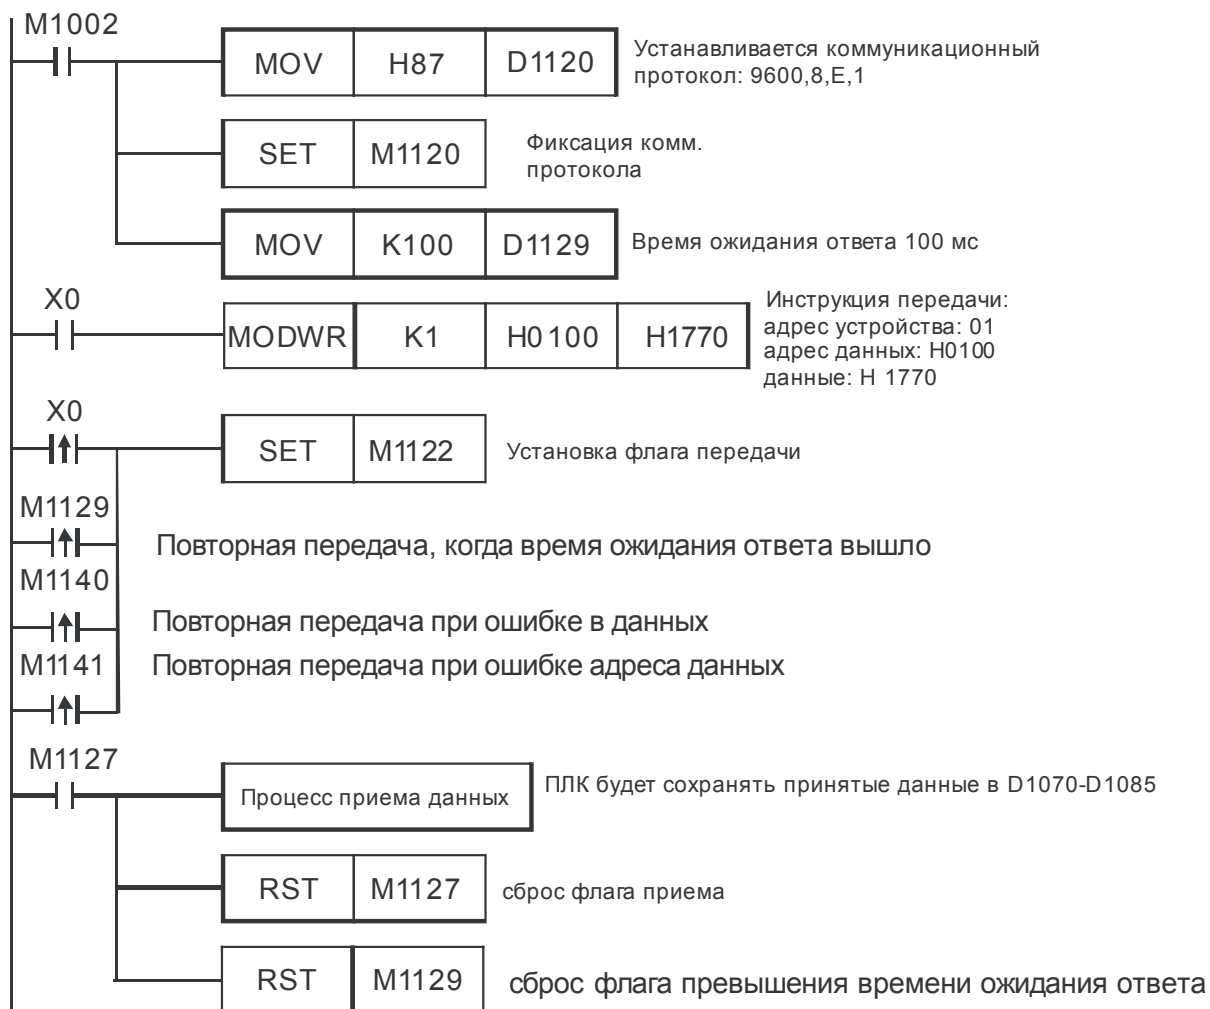 M1002
MOV H87 D1120
Устанавливается коммуникационный
протокол: 9600,8,E,1
SET M1120
Фиксация комм.
протокола
MOV K100 D1129
Время ожидания ответа 100 мс
X0
MODWR K1 H0100 H1770
Инструкция передачи:
адрес устройства: 01
адрес данных: H0100
данные: H 1770
X0
SET M1122
Установка флага передачи
M1129
Повторная передача, когда время ожидания ответа вышло
M1140
Повторная передача при ошибке в данных
M1141
Повторная передача при ошибке адреса данных
M1127
Процесс приема данных
ПЛК будет сохранять принятые данные в D1070-D1085
RST M1127
сброс флага приема
RST M1129
сброс флага превышения времени ожидания ответа